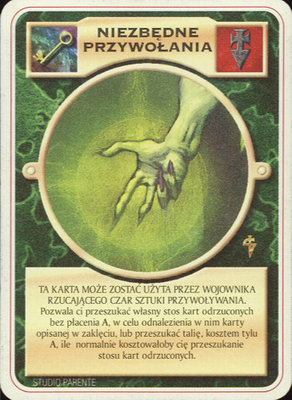 NIEZBĘDNE
PRZYWOŁANIA
TA KARTA MOŻE ZOSTAĆ UŻYTA PRZEZ WOJOWNIKA
RZUCAJĄCEGO CZAR SZTUKI PRZYWOŁYWANIA.
Pozwala ci przeszukać własny stos kart odrzuconych
bez płacenia A, w celu odnalezienia w nim karty
opisanej w zaklęciu, lub przeszukać talię, kosztem tylu
A, ile normalnie kosztowałoby cię przeszukanie
stosu kart odrzuconych.
STUDIO PARENTE